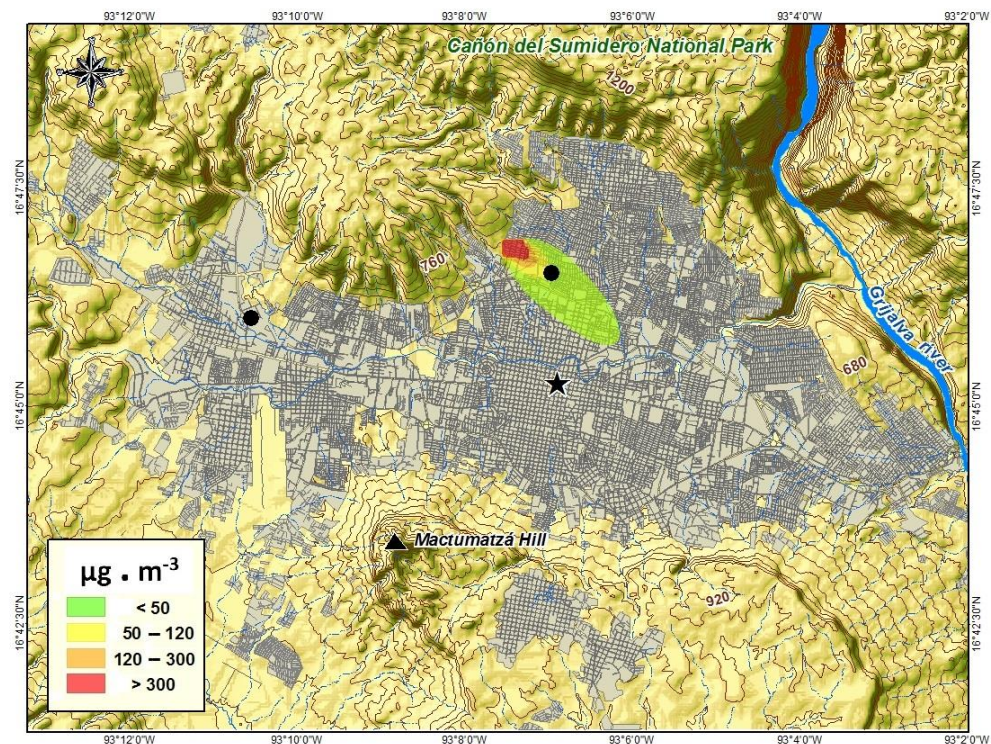 93°12'0"W 93°10'0"W 93°8'0"W 93°6'0"W 93°4'0"W 93°2'0"W
Cañón del Sumidero National Park
1200
16°47'30"N
16°47'30"N
760
Grijalva river
680
16°45'0"N
16°45'0"N
Mactumatzá Hill
µg . m-3
< 50
50 – 120
120 – 300
> 300
920
16°42'30"N
16°42'30"N
93°12'0"W 93°10'0"W 93°8'0"W 93°6'0"W 93°4'0"W 93°2'0"W